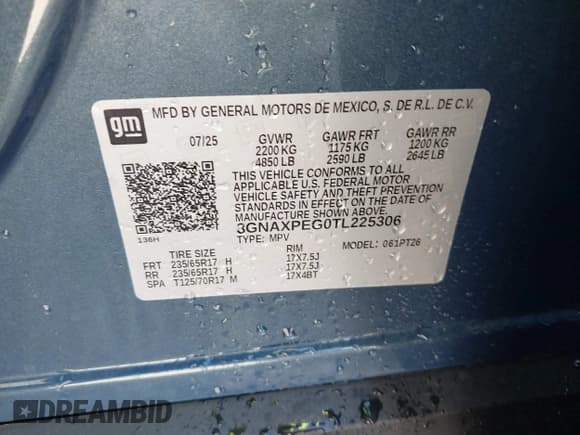 gm MFD BY GENERAL MOTORS DE MEXICO, S. DE R.L. DE C.V.
07/25 GVWR GAWR FRT GAWR RR
2200 KG 1175 KG 1200 KG
4850 LB 2590 LB 2645 LB
THIS VEHICLE CONFORMS TO ALL
APPLICABLE U.S. FEDERAL MOTOR
VEHICLE SAFETY AND THEFT PREVENTION
STANDARDS IN EFFECT ON THE DATE OF
MANUFACTURE SHOWN ABOVE.
3GNAXPEG0TL225306
136H TYPE: MPV MODEL: 061PT26
TIRE SIZE RIM
FRT 235/65R17 H 17X7.5J
RR 235/65R17 H 17X7.5J
SPA T125/70R17 M 17X4BT
DREAMBID